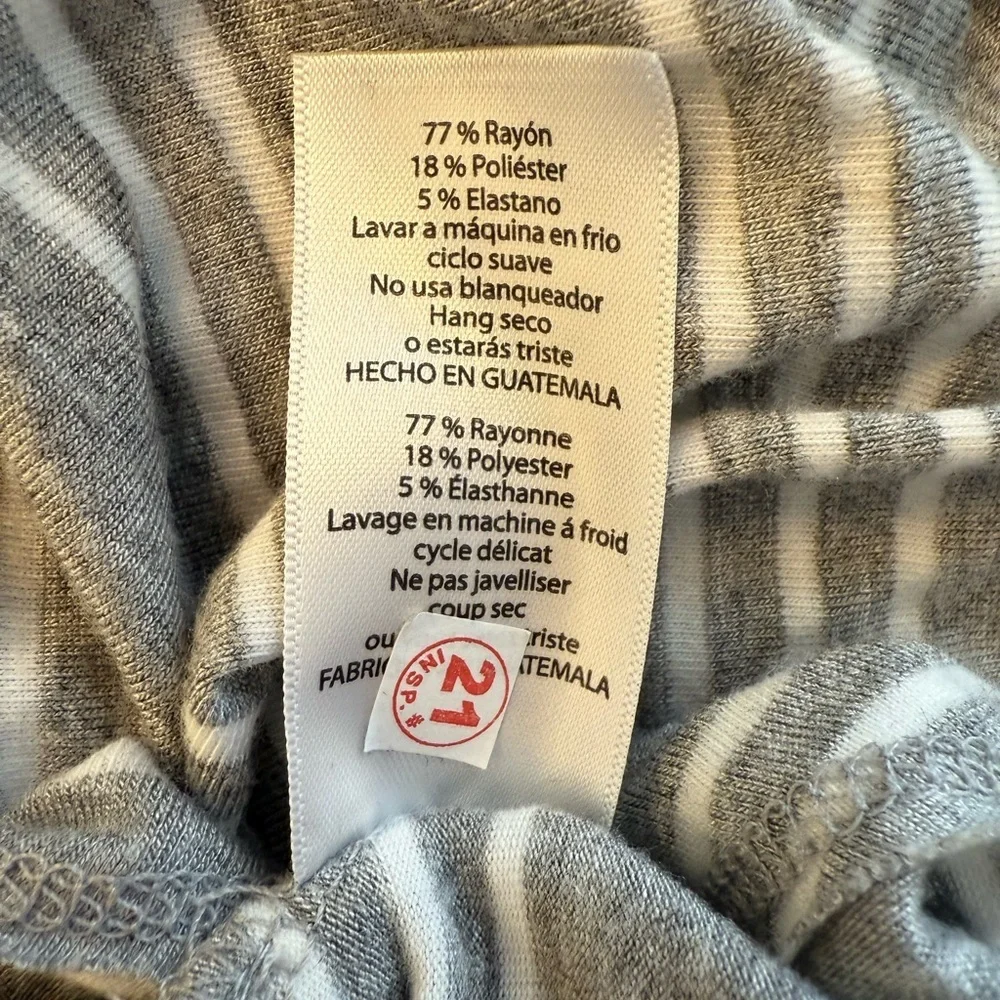 77 % Rayón
18 % Poliéster
5 % Elastano
Lavar a máquina en frio
ciclo suave
No usa blanqueador
Hang seco
o estarás triste
HECHO EN GUATEMALA
77 % Rayonne
18 % Polyester
5 % Élasthanne
Lavage en machine á froid
cycle délicat
Ne pas javelliser
coup sec
ou
INSP. 21 *